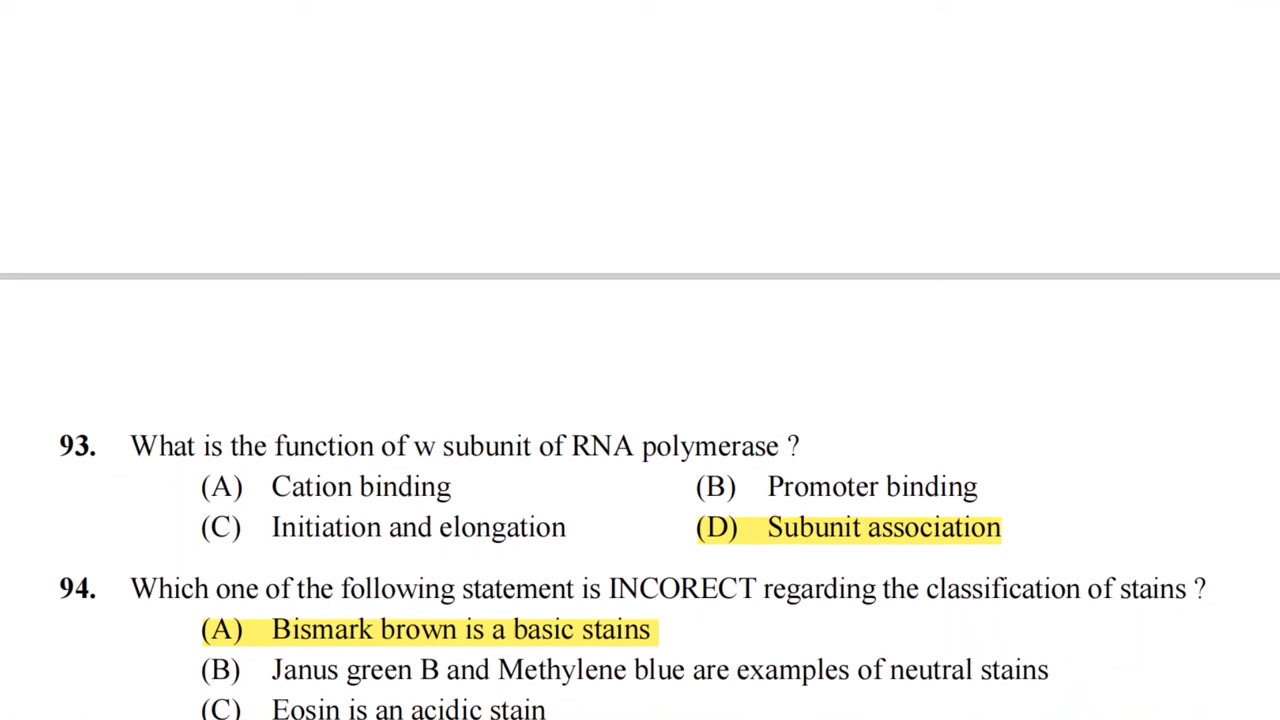 93. What is the function of w subunit of RNA polymerase ?
(A) Cation binding (B) Promoter binding
(C) Initiation and elongation (D) Subunit association
94. Which one of the following statement is INCORECT regarding the classification of stains ?
(A) Bismark brown is a basic stains
(B) Janus green B and Methylene blue are examples of neutral stains
(C) Eosin is an acidic stain